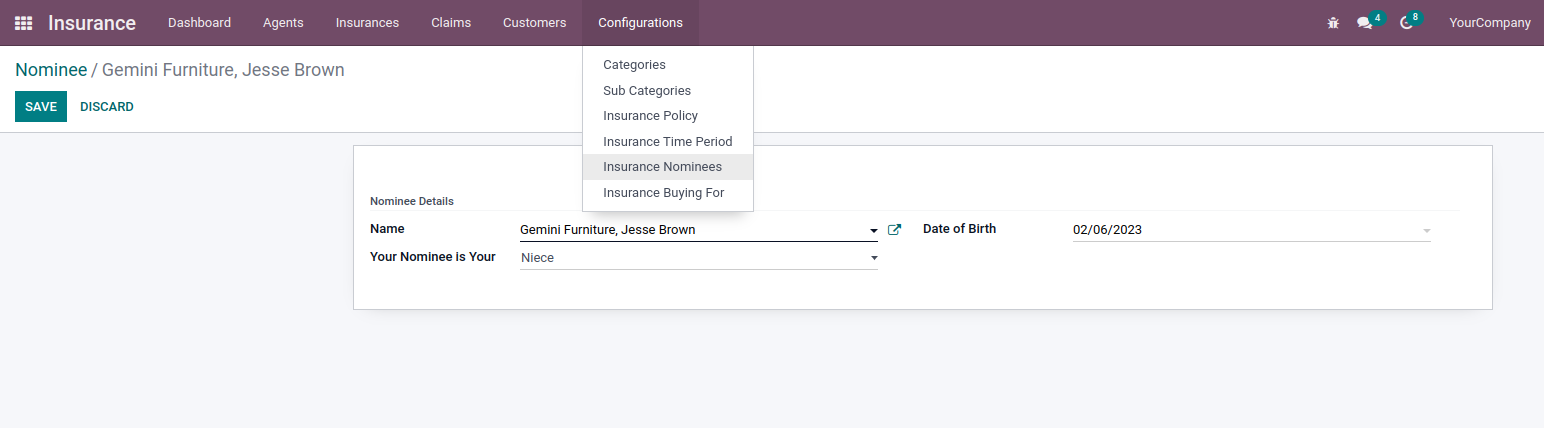 Insurance Dashboard Agents Insurances Claims Customers Configurations 4 8 YourCompany
Nominee / Gemini Furniture, Jesse Brown
SAVE DISCARD
Categories
Sub Categories
Insurance Policy
Insurance Time Period
Insurance Nominees
Insurance Buying For
Nominee Details
Name Gemini Furniture, Jesse Brown Date of Birth 02/06/2023
Your Nominee is Your Niece